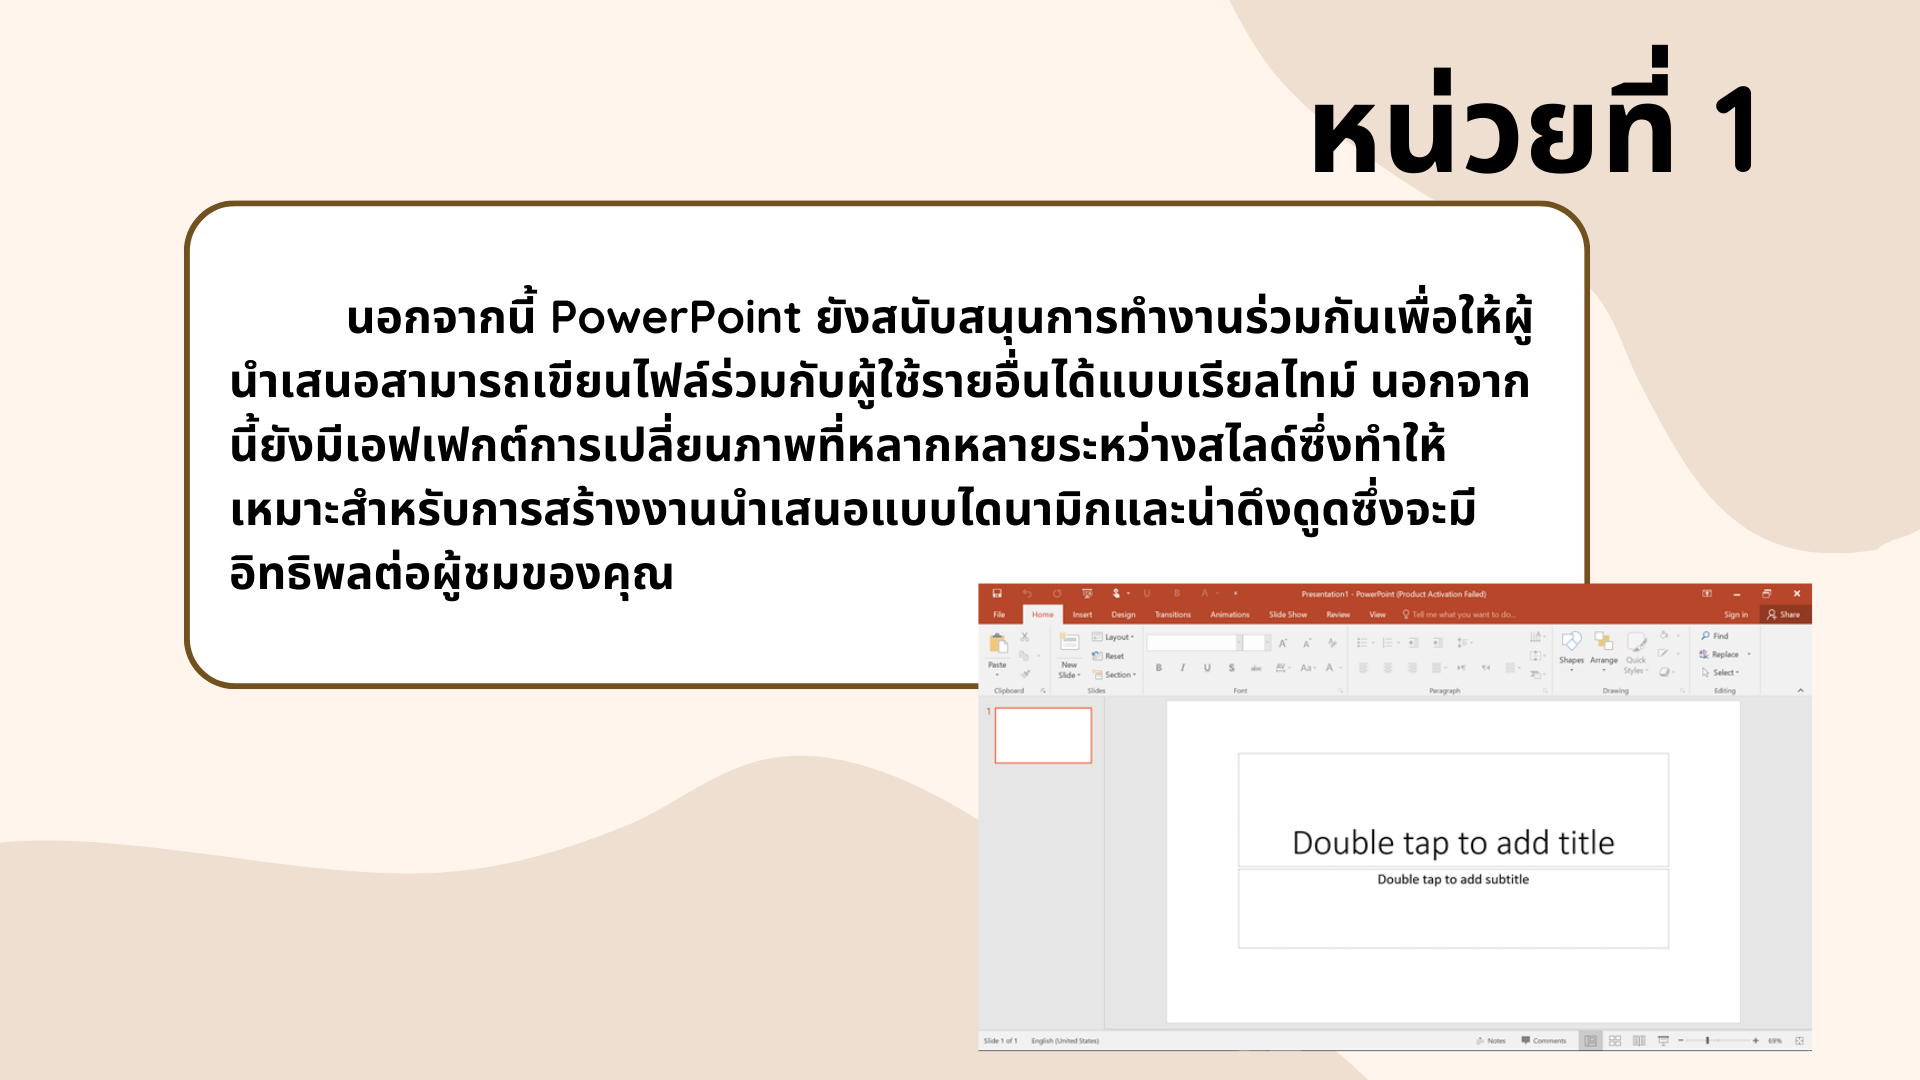 หน่วยที่ 1
นอกจากนี้ PowerPoint ยังสนับสนุนการทำงานร่วมกันเพื่อให้ผู้
นำเสนอสามารถเขียนไฟล์ร่วมกับผู้ใช้รายอื่นได้แบบเรียลไทม์ นอกจาก
นี้ยังมีเอฟเฟกต์การเปลี่ยนภาพที่หลากหลายระหว่างสไลด์ซึ่งทำให้
เหมาะสำหรับการสร้างงานนำเสนอแบบไดนามิกและน่าดึงดูดซึ่งจะมี
อิทธิพลต่อผู้ชมของคุณ
Presentation1 - PowerPoint (Product Activation Failed)
File Home Insert Design Transitions Animations Slide Show Review View Tell me what you want to do... Sign in Share
Paste
New Slide
Layout
Reset
Section
B I U S abc AV Aa A
Shapes Arrange Quick Styles
Find
Replace
Select
Clipboard Slides Font Paragraph Drawing Editing
1
Double tap to add title
Double tap to add subtitle
Slide 1 of 1 English (United States) Notes Comments 69%